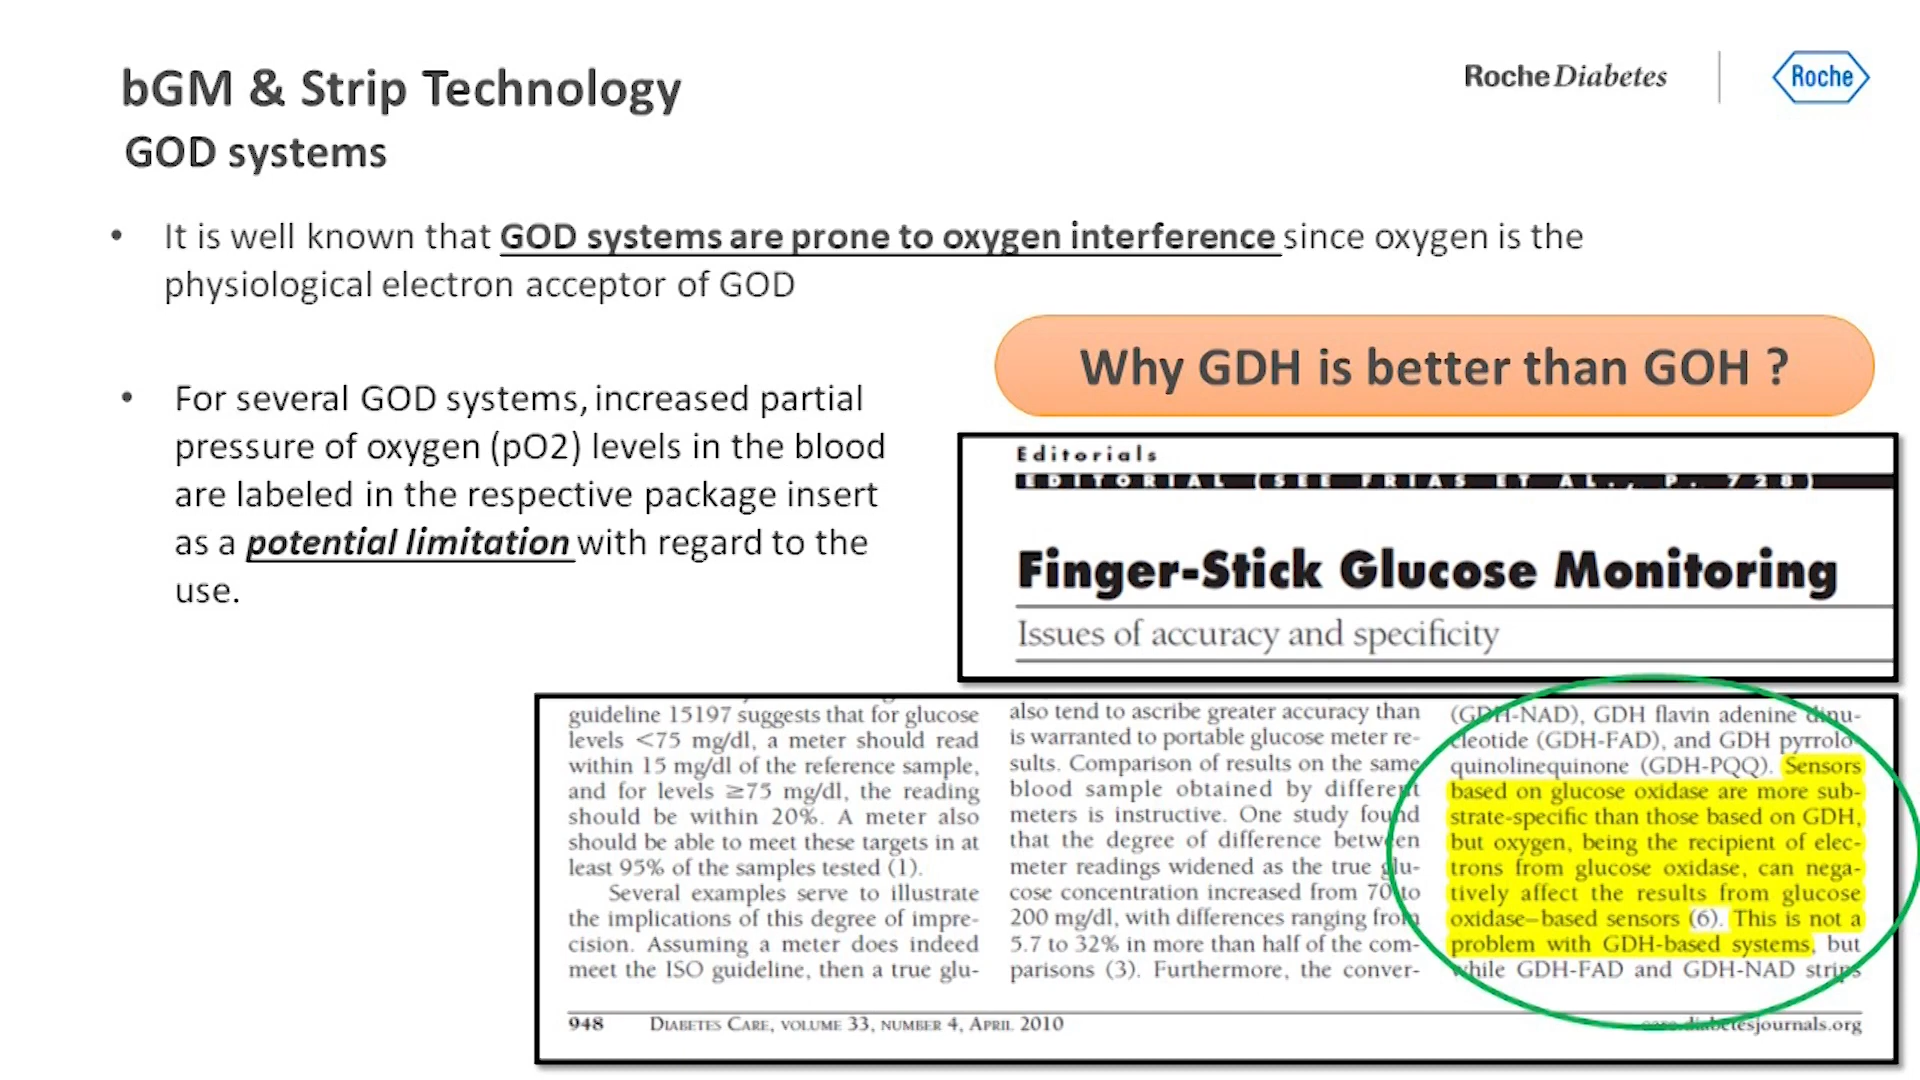 bGM & Strip Technology
GOD systems
Roche Diabetes
Roche
• It is well known that GOD systems are prone to oxygen interference since oxygen is the
physiological electron acceptor of GOD
Why GDH is better than GOH ?
• For several GOD systems, increased partial
pressure of oxygen (pO2) levels in the blood
are labeled in the respective package insert
as a potential limitation with regard to the
use.
Editorials
EDITORIAL (SEE FRIAS ET AL., P. 728)
Finger-Stick Glucose Monitoring
Issues of accuracy and specificity
guideline 15197 suggests that for glucose
levels <75 mg/dl, a meter should read
within 15 mg/dl of the reference sample,
and for levels ≥75 mg/dl, the reading
should be within 20%. A meter also
should be able to meet these targets in at
least 95% of the samples tested (1).
Several examples serve to illustrate
the implications of this degree of impre-
cision. Assuming a meter does indeed
meet the ISO guideline, then a true glu-
also tend to ascribe greater accuracy than
is warranted to portable glucose meter re-
sults. Comparison of results on the same
blood sample obtained by different
meters is instructive. One study found
that the degree of difference between
meter readings widened as the true glu-
cose concentration increased from 70 to
200 mg/dl, with differences ranging from
5.7 to 32% in more than half of the com-
parisons (3). Furthermore, the conver-
(GDH-NAD), GDH flavin adenine dinu-
cleotide (GDH-FAD), and GDH pyrrolo-
quinolinequinone (GDH-PQQ). Sensors
based on glucose oxidase are more sub-
strate-specific than those based on GDH,
but oxygen, being the recipient of elec-
trons from glucose oxidase, can nega-
tively affect the results from glucose
oxidase–based sensors (6). This is not a
problem with GDH-based systems, but
while GDH-FAD and GDH-NAD strips
948 DIABETES CARE, VOLUME 33, NUMBER 4, APRIL 2010
care.diabetesjournals.org